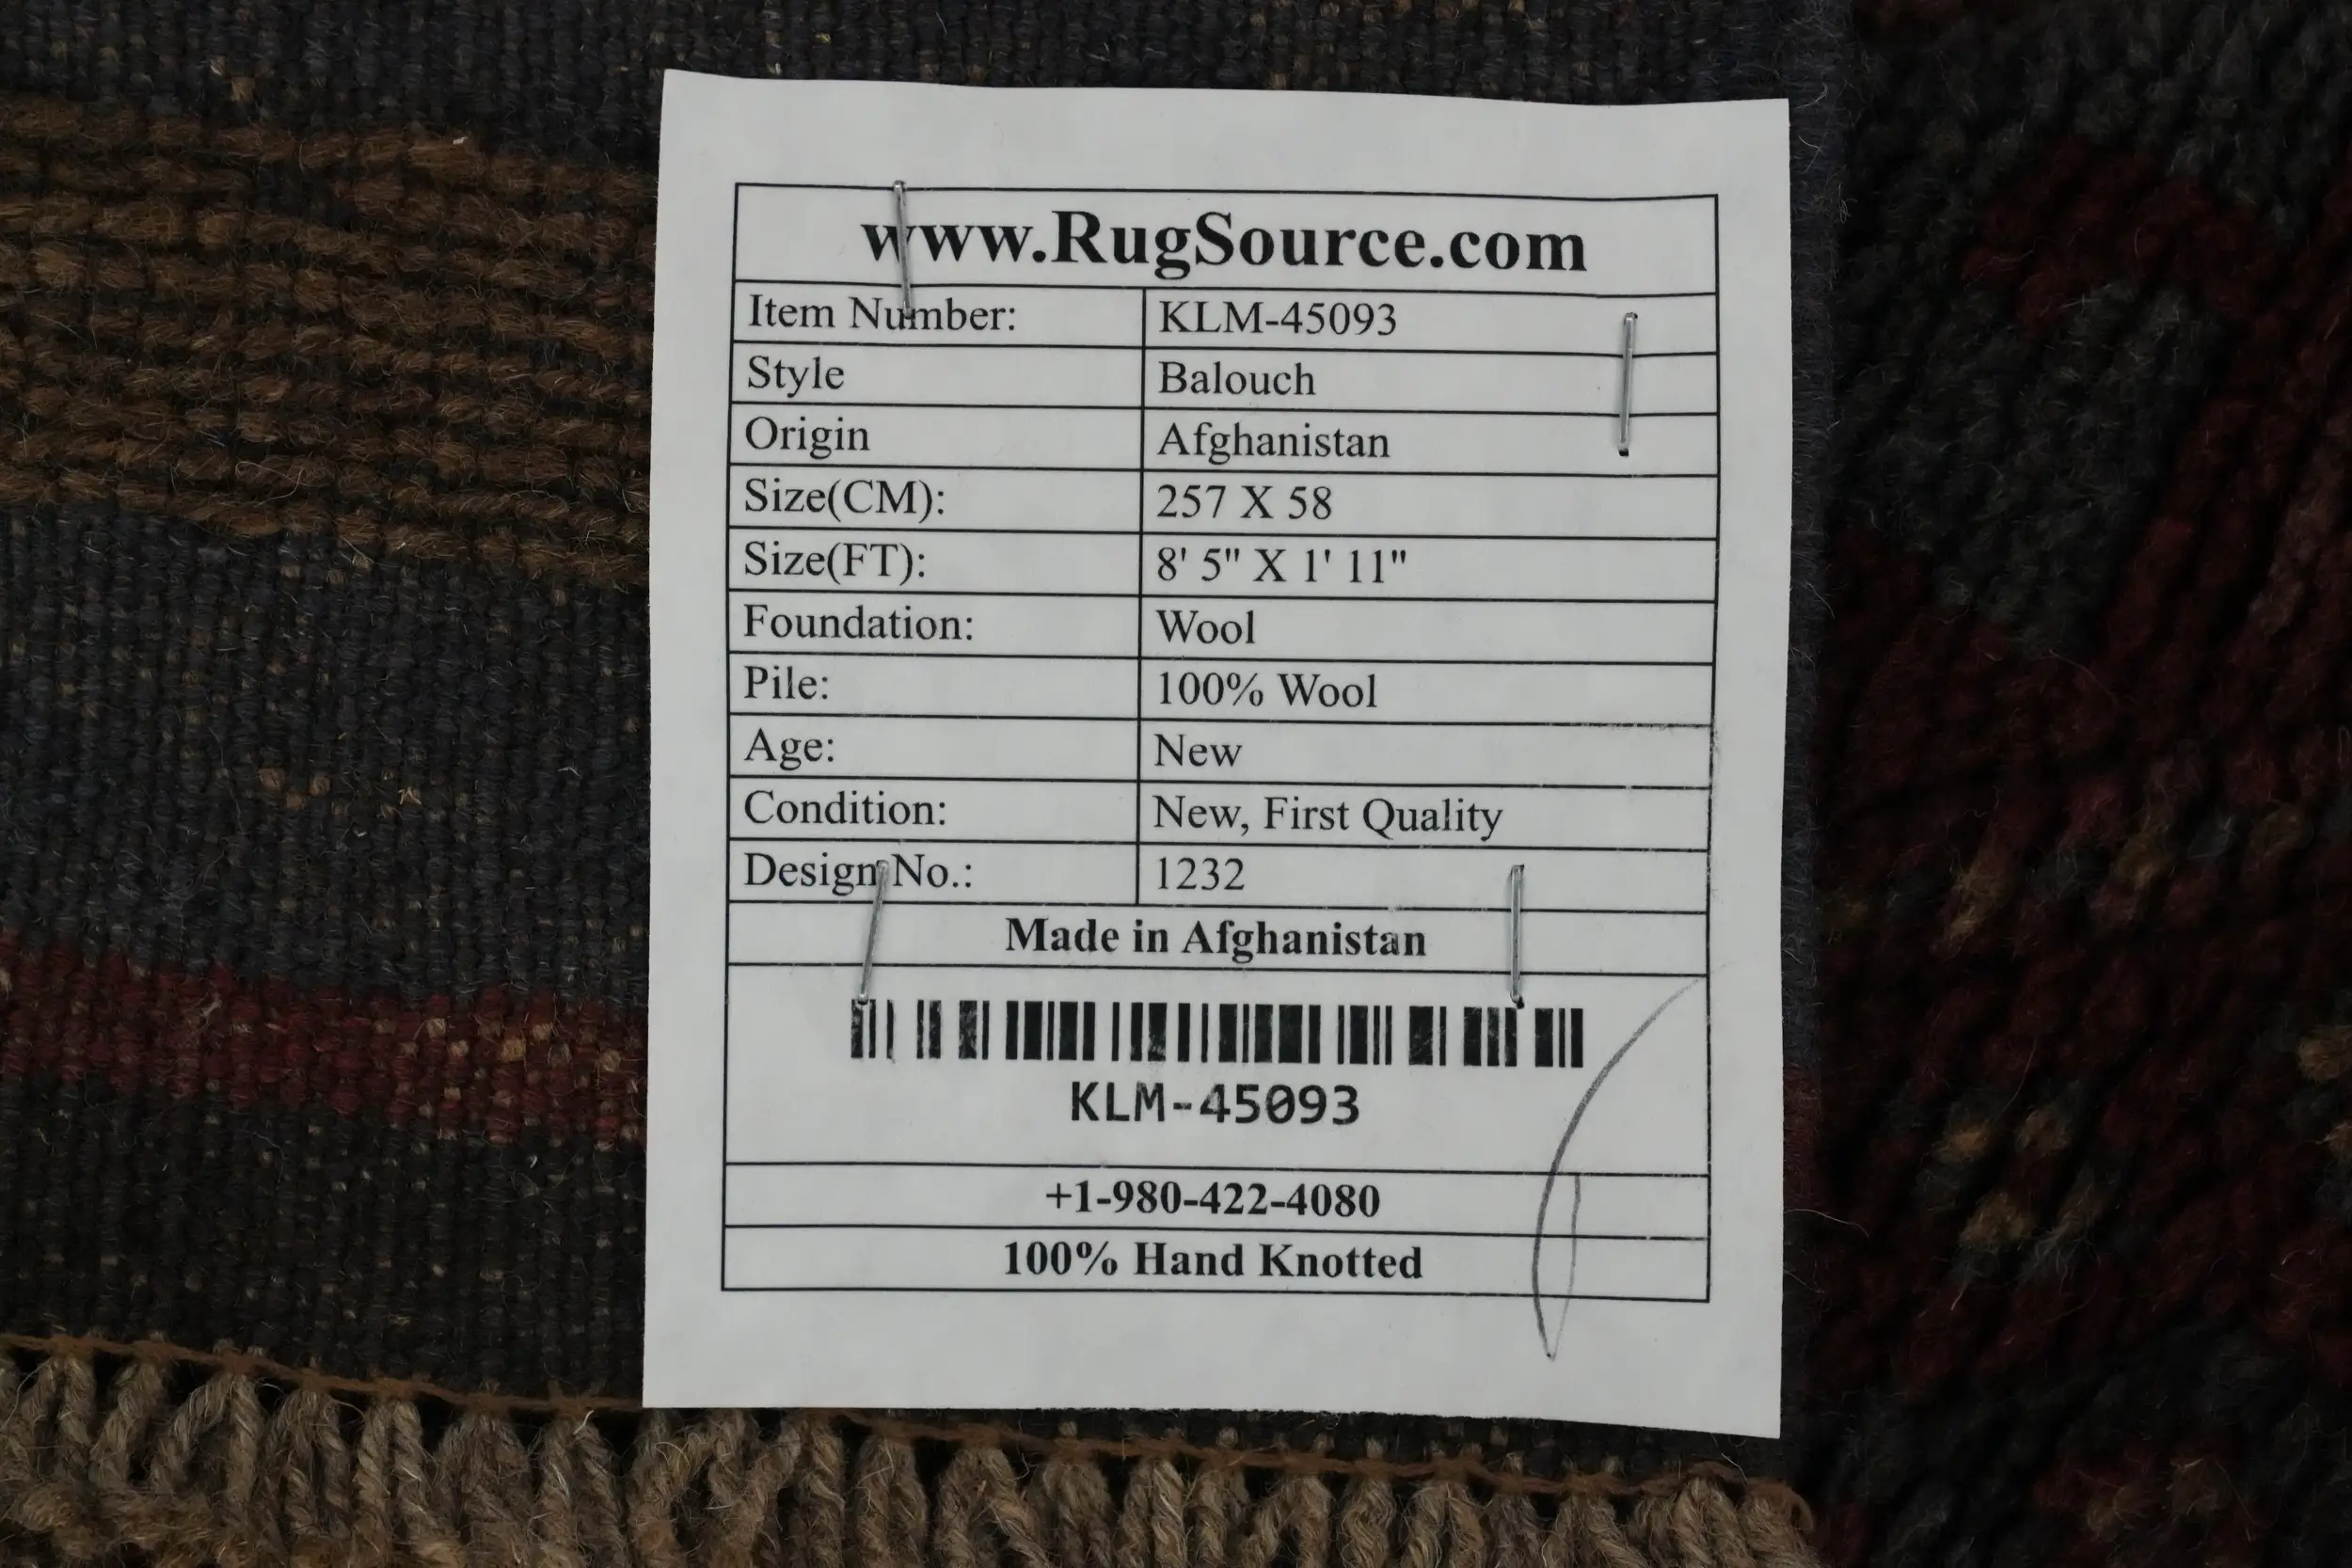 www.RugSource.com
Item Number: KLM-45093
Style Balouch
Origin Afghanistan
Size(CM): 257 X 58
Size(FT): 8' 5" X 1' 11"
Foundation: Wool
Pile: 100% Wool
Age: New
Condition: New, First Quality
Design No.: 1232
Made in Afghanistan
KLM-45093
+1-980-422-4080
100% Hand Knotted